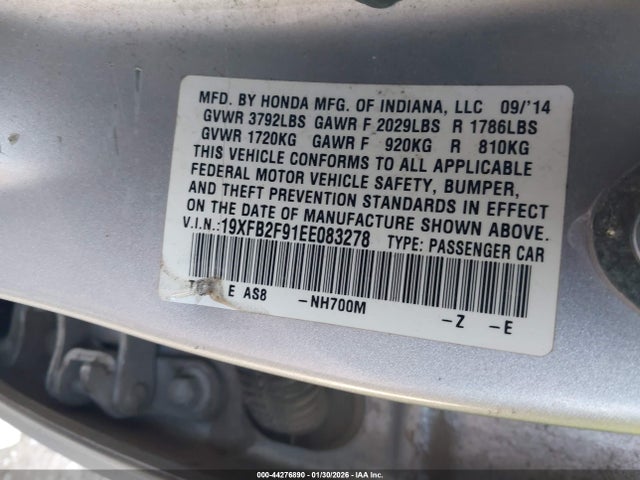 MFD. BY HONDA MFG. OF INDIANA, LLC 09/'14
GVWR 3792LBS GAWR F 2029LBS R 1786LBS
GVWR 1720KG GAWR F 920KG R 810KG
THIS VEHICLE CONFORMS TO ALL APPLICABLE
FEDERAL MOTOR VEHICLE SAFETY, BUMPER,
AND THEFT PREVENTION STANDARDS IN EFFECT
ON THE DATE OF MANUFACTURE SHOWN ABOVE.
V.I.N.:19XFB2F91EE083278 TYPE: PASSENGER CAR
E AS8 -NH700M -Z -E
000-44276890 - 01/30/2026 - IAA Inc.